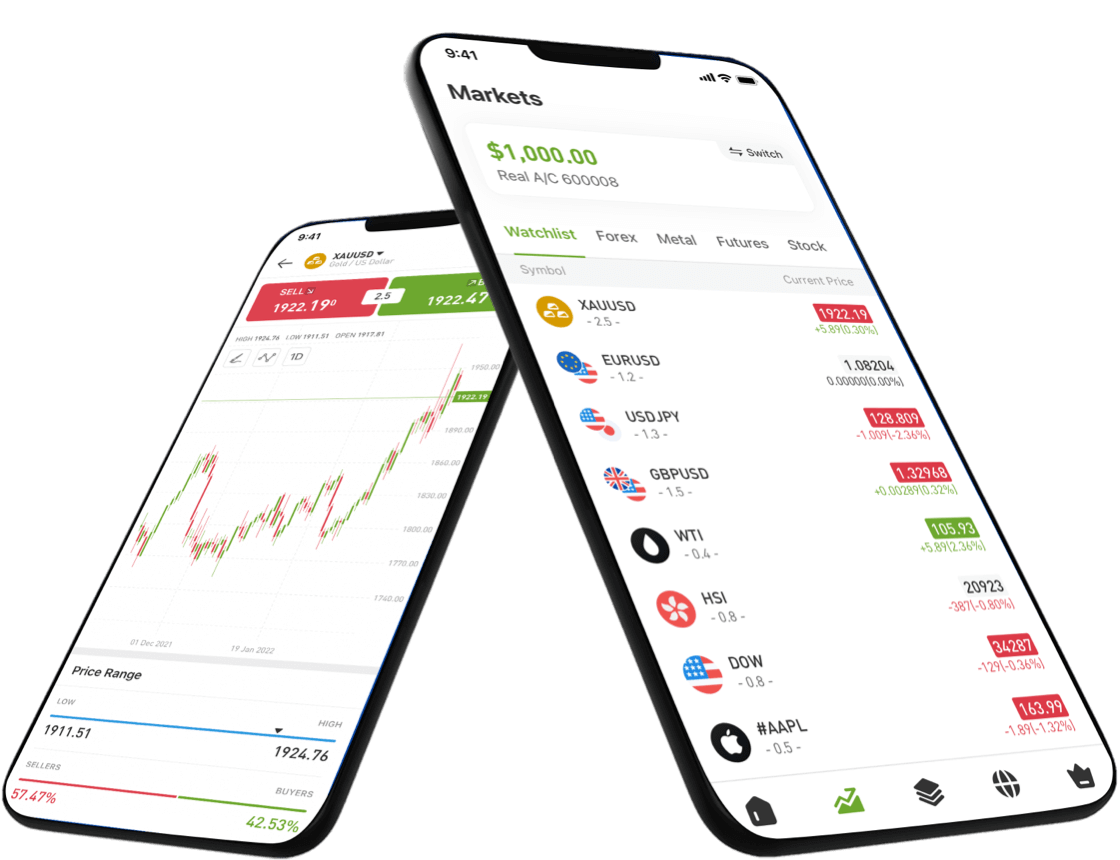 9:41
Markets
$1,000.00
Switch
Real A/C 600008
Watchlist Forex Metal Futures Stock
Symbol Current Price
XAUUSD 1922.19
- 2.5 - +5.89(0.30%)
EURUSD 1.08204
- 1.2 - 0.00000(0.00%)
USDJPY 128.809
- 1.3 - -1.009(-2.36%)
GBPUSD 1.32968
- 1.5 - +0.00289(0.32%)
WTI 105.93
- 0.4 - +5.89(2.36%)
HSI 20923
- 0.8 - -387(-0.80%)
DOW 34287
- 0.8 - -129(-0.36%)
#AAPL 163.99
- 0.5 - -1.89(-1.32%)
9:41
XAUUSD
Gold / US Dollar
SELL B
1922.190 2.5 1922.47
HIGH 1924.76 LOW 1911.51 OPEN 1917.81
1D
1950.00
1922.19
1890.00
1860.00
1830.00
1800.00
1770.00
1740.00
01 Dec 2021 19 Jan 2022
Price Range
LOW HIGH
1911.51 1924.76
SELLERS BUYERS
57.47% 42.53%